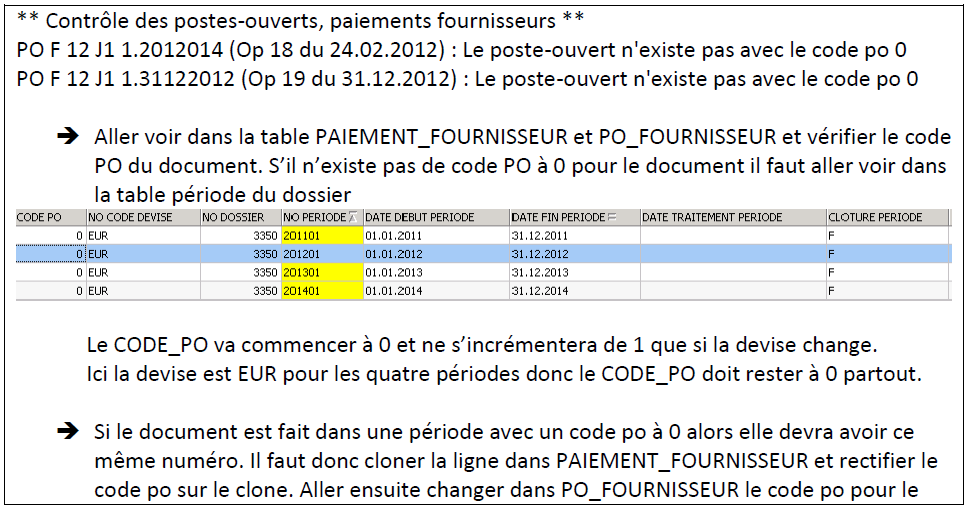 ** Contrôle des postes-ouverts, paiements fournisseurs **
PO F 12 J1 1.2012014 (Op 18 du 24.02.2012) : Le poste-ouvert n'existe pas avec le code po 0
PO F 12 J1 1.31122012 (Op 19 du 31.12.2012) : Le poste-ouvert n'existe pas avec le code po 0
➔ Aller voir dans la table PAIEMENT_FOURNISSEUR et PO_FOURNISSEUR et vérifier le code
PO du document. S’il n’existe pas de code PO à 0 pour le document il faut aller voir dans
la table période du dossier
CODE PO NO CODE DEVISE NO DOSSIER NO PERIODE DATE DEBUT PERIODE DATE FIN PERIODE DATE TRAITEMENT PERIODE CLOTURE PERIODE
0 EUR 3350 201101 01.01.2011 31.12.2011 F
0 EUR 3350 201201 01.01.2012 31.12.2012 F
0 EUR 3350 201301 01.01.2013 31.12.2013 F
0 EUR 3350 201401 01.01.2014 31.12.2014 F
Le CODE_PO va commencer à 0 et ne s’incrémentera de 1 que si la devise change.
Ici la devise est EUR pour les quatre périodes donc le CODE_PO doit rester à 0 partout.
➔ Si le document est fait dans une période avec un code po à 0 alors elle devra avoir ce
même numéro. Il faut donc cloner la ligne dans PAIEMENT_FOURNISSEUR et rectifier le
code po sur le clone. Aller ensuite changer dans PO_FOURNISSEUR le code po pour le